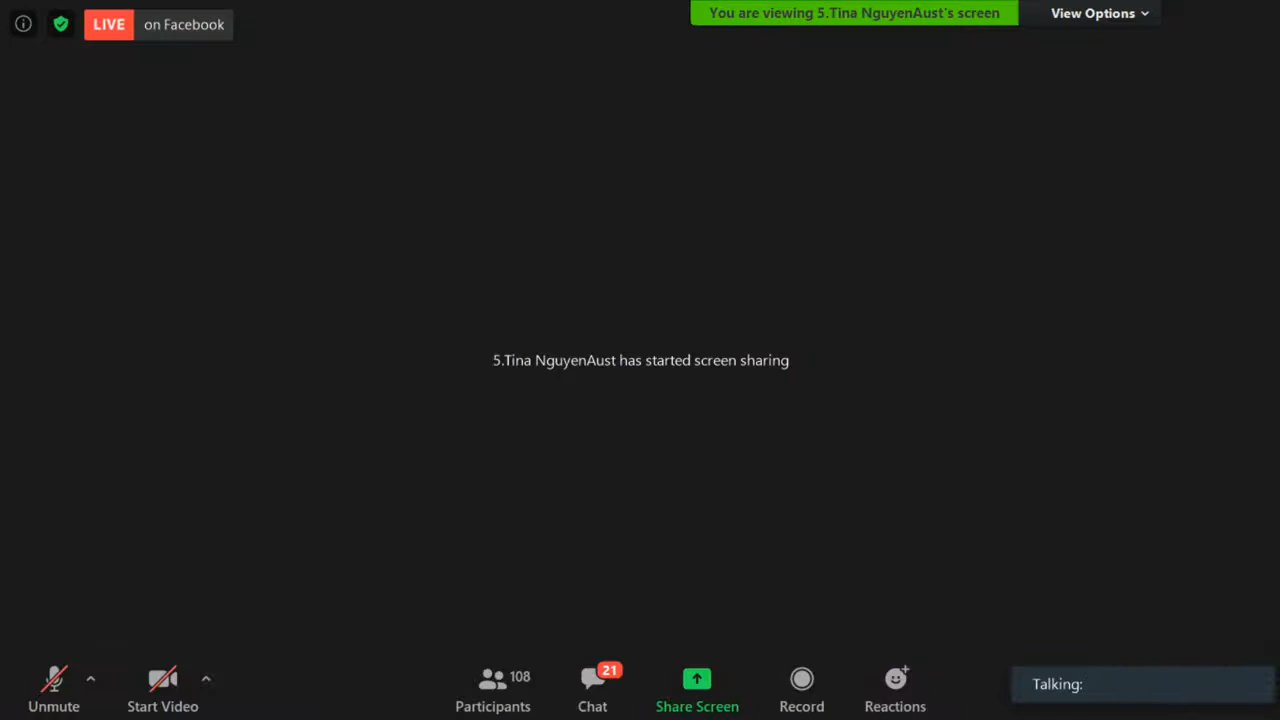 LIVE on Facebook
You are viewing 5.Tina NguyenAust's screen
View Options
5.Tina NguyenAust has started screen sharing
108
21
Unmute
Start Video
Participants
Chat
Share Screen
Record
Reactions
Talking: